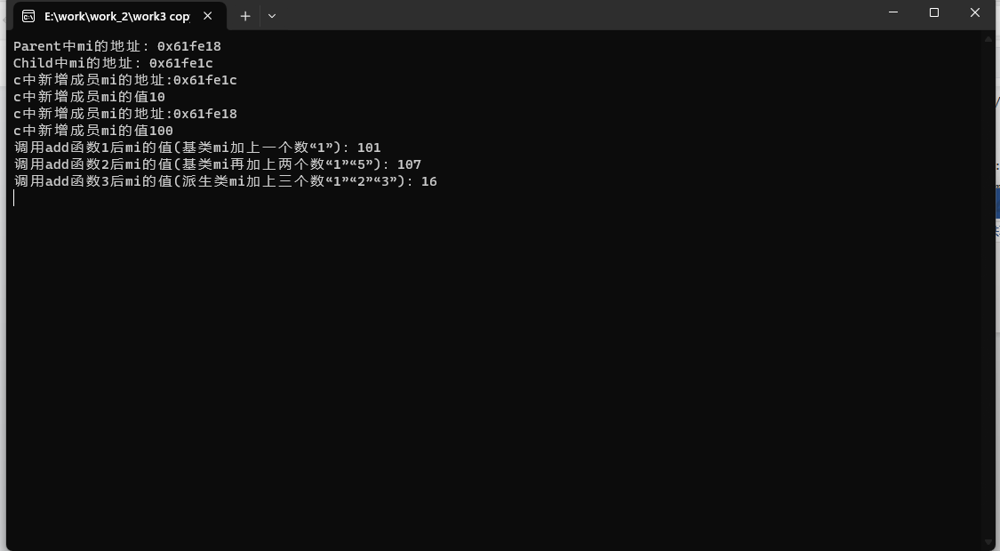 E:\work\work_2\work3 cop
Parent中mi的地址: 0x61fe18
Child中mi的地址: 0x61fe1c
c中新增成员mi的地址:0x61fe1c
c中新增成员mi的值10
c中新增成员mi的地址:0x61fe18
c中新增成员mi的值100
调用add函数1后mi的值(基类mi加上一个数“1”): 101
调用add函数2后mi的值(基类mi再加上两个数“1”“5”): 107
调用add函数3后mi的值(派生类mi加上三个数“1”“2”“3”): 16